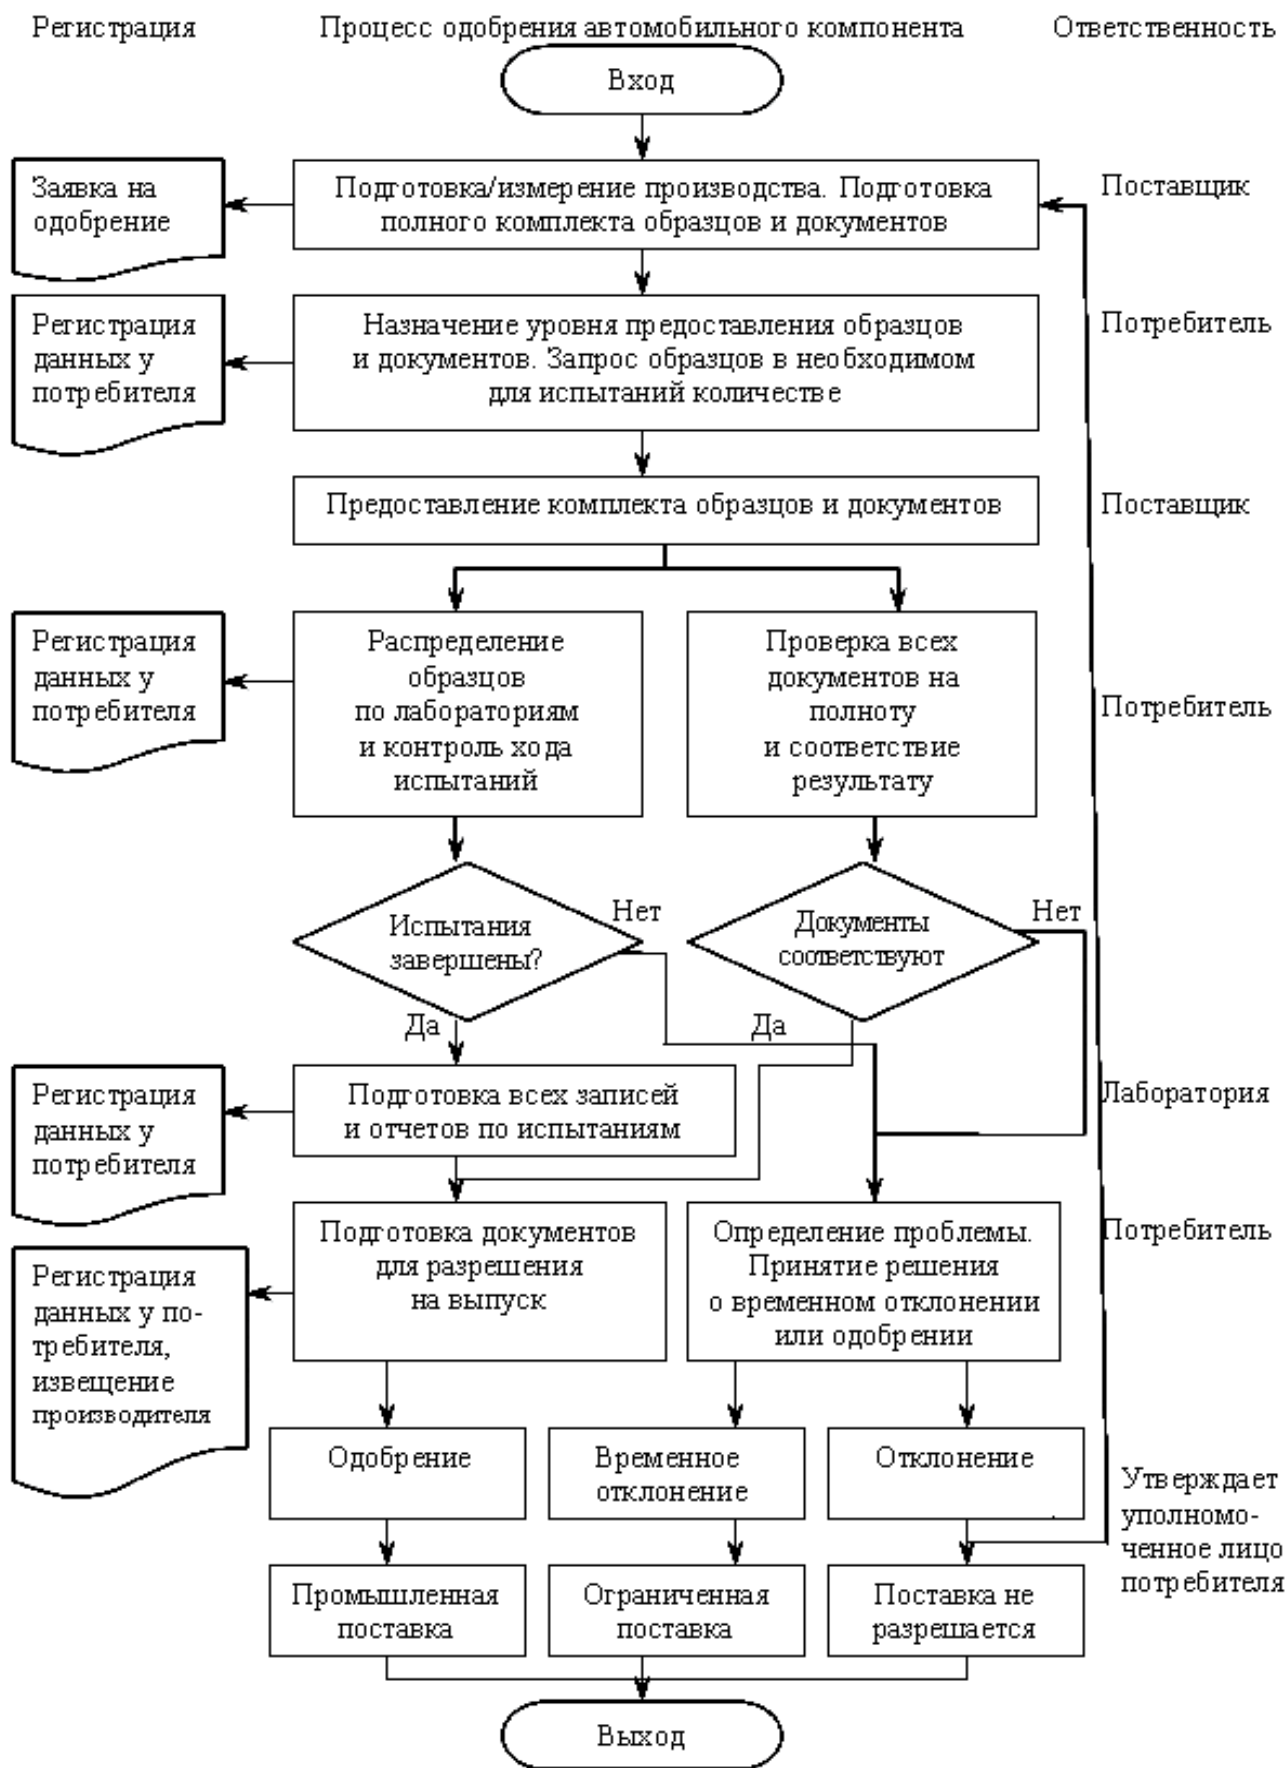 Регистрация
Процесс одобрения автомобильного компонента
Ответственность
Вход
Заявка на
одобрение
Подготовка/измерение производства. Подготовка
полного комплекта образцов и документов
Поставщик
Регистрация
данных у
потребителя
Назначение уровня предоставления образцов
и документов. Запрос образцов в необходимом
для испытаний количестве
Потребитель
Предоставление комплекта образцов и документов
Поставщик
Регистрация
данных у
потребителя
Распределение
образцов
по лабораториям
и контроль хода
испытаний
Проверка всех
документов на
полноту
и соответствие
результату
Потребитель
Испытания
завершены?
Нет
Документы
соответствуют
Нет
Да
Да
Регистрация
данных у
потребителя
Подготовка всех записей
и отчетов по испытаниям
Лаборатория
Регистрация
данных у по-
требителя,
извещение
производителя
Подготовка документов
для разрешения
на выпуск
Определение проблемы.
Принятие решения
о временном отклонении
или одобрении
Потребитель
Одобрение
Временное
отклонение
Отклонение
Утверждает
уполномо-
ченное лицо
потребителя
Промышленная
поставка
Ограниченная
поставка
Поставка не
разрешается
Выход